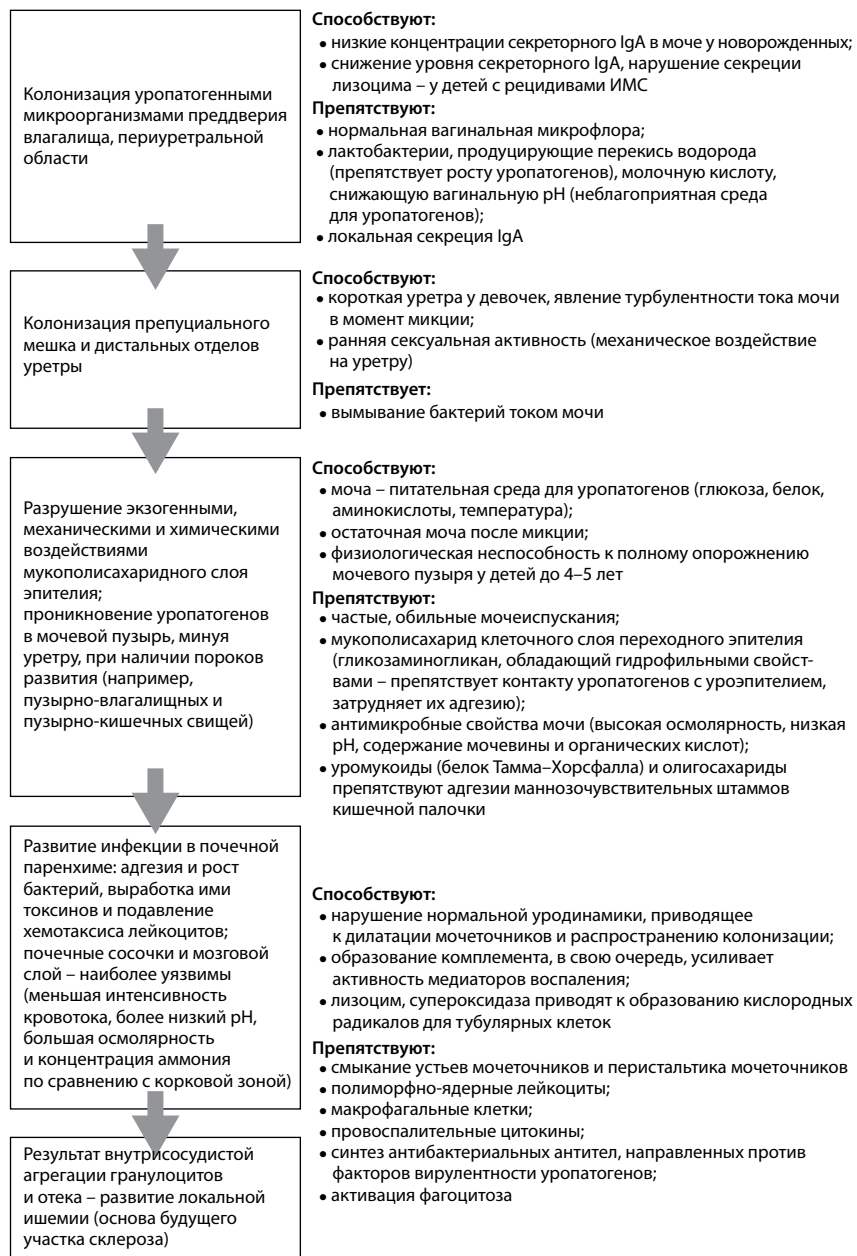 Колонизация уропатогенными
микроорганизмами преддверия
влагалища, периуретральной
области
Способствуют:
• низкие концентрации секреторного IgA в моче у новорожденных;
• снижение уровня секреторного IgA, нарушение секреции
лизоцима – у детей с рецидивами ИМС
Препятствуют:
• нормальная вагинальная микрофлора;
• лактобактерии, продуцирующие перекись водорода
(препятствует росту уропатогенов), молочную кислоту,
снижающую вагинальную pH (неблагоприятная среда
для уропатогенов);
• локальная секреция IgA
Колонизация препуциального
мешка и дистальных отделов
уретры
Способствуют:
• короткая уретра у девочек, явление турбулентности тока мочи
в момент микции;
• ранняя сексуальная активность (механическое воздействие
на уретру)
Препятствует:
• вымывание бактерий током мочи
Разрушение экзогенными,
механическими и химическими
воздействиями
мукополисахаридного слоя
эпителия;
проникновение уропатогенов
в мочевой пузырь, минуя
уретру, при наличии пороков
развития (например,
пузырно-влагалищных и
пузырно-кишечных свищей)
Способствуют:
• моча – питательная среда для уропатогенов (глюкоза, белок,
аминокислоты, температура);
• остаточная моча после микции;
• физиологическая неспособность к полному опорожнению
мочевого пузыря у детей до 4–5 лет
Препятствуют:
• частые, обильные мочеиспускания;
• мукополисахарид клеточного слоя переходного эпителия
(гликозаминогликан, обладающий гидрофильными свойст-
вами – препятствует контакту уропатогенов с уроэпителием,
затрудняет их адгезию);
• антимикробные свойства мочи (высокая осмолярность, низкая
pH, содержание мочевины и органических кислот);
• уромукоиды (белок Тамма–Хорсфалла) и олигосахариды
препятствуют адгезии маннозочувствительных штаммов
кишечной палочки
Развитие инфекции в почечной
паренхиме: адгезия и рост
бактерий, выработка ими
токсинов и подавление
хемотаксиса лейкоцитов;
почечные сосочки и мозговой
слой – наиболее уязвимы
(меньшая интенсивность
кровотока, более низкий pH,
большая осмолярность
и концентрация аммония
по сравнению с корковой зоной)
Способствуют:
• нарушение нормальной уродинамики, приводящее
к дилатации мочеточников и распространению колонизации;
• образование комплемента, в свою очередь, усиливает
активность медиаторов воспаления;
• лизоцим, супероксидаза приводят к образованию кислородных
радикалов для тубулярных клеток
Препятствуют:
• смыкание устьев мочеточников и перистальтика мочеточников
• полиморфно-ядерные лейкоциты;
• макрофагальные клетки;
• провоспалительные цитокины;
• синтез антибактериальных антител, направленных против
факторов вирулентности уропатогенов;
• активация фагоцитоза
Результат внутрисосудистой
агрегации гранулоцитов
и отека – развитие локальной
ишемии (основа будущего
участка склероза)